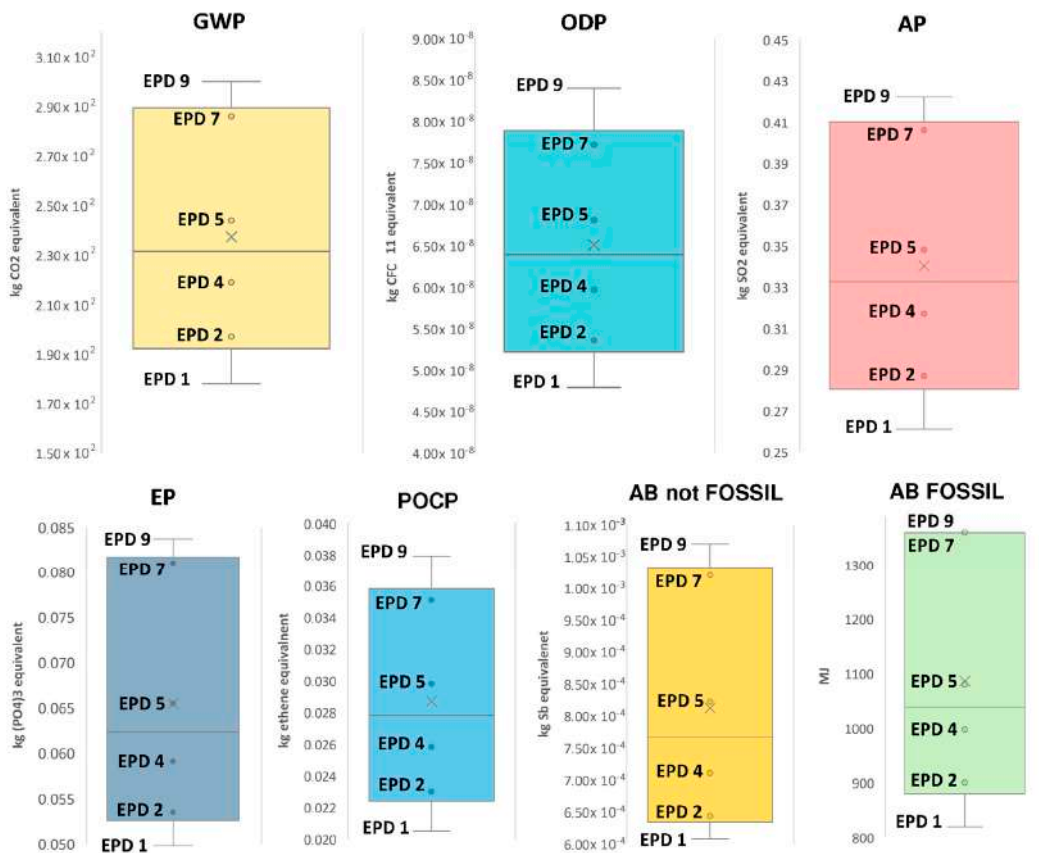 GWP
3.10 x 10²
2.90 x 10²
2.70 x 10²
2.50 x 10²
2.30 x 10²
2.10 x 10²
1.90 x 10²
1.70 x 10²
1.50 x 10²
kg CO2 equivalent
EPD 9
EPD 7
EPD 5
EPD 4
EPD 2
EPD 1
ODP
9.00 x 10⁻⁸
8.50 x 10⁻⁸
8.00 x 10⁻⁸
7.50 x 10⁻⁸
7.00 x 10⁻⁸
6.50 x 10⁻⁸
6.00 x 10⁻⁸
5.50 x 10⁻⁸
5.00 x 10⁻⁸
4.50 x 10⁻⁸
4.00 x 10⁻⁸
kg CFC 11 equivalent
EPD 9
EPD 7
EPD 5
EPD 4
EPD 2
EPD 1
AP
0.45
0.43
0.41
0.39
0.37
0.35
0.33
0.31
0.29
0.27
0.25
kg SO2 equivalent
EPD 9
EPD 7
EPD 5
EPD 4
EPD 2
EPD 1
EP
0.085
0.080
0.075
0.070
0.065
0.060
0.055
0.050
kg (PO4)3 equivalent
EPD 9
EPD 7
EPD 5
EPD 4
EPD 2
EPD 1
POCP
0.040
0.038
0.036
0.034
0.032
0.030
0.028
0.026
0.024
0.022
0.020
kg ethene equivalnent
EPD 9
EPD 7
EPD 5
EPD 4
EPD 2
EPD 1
AB not FOSSIL
1.10 x 10⁻³
1.05 x 10⁻³
1.00 x 10⁻³
9.50 x 10⁻⁴
9.00 x 10⁻⁴
8.50 x 10⁻⁴
8.00 x 10⁻⁴
7.50 x 10⁻⁴
7.00 x 10⁻⁴
6.50 x 10⁻⁴
6.00 x 10⁻⁴
kg Sb equivalenet
EPD 9
EPD 7
EPD 5
EPD 4
EPD 2
EPD 1
AB FOSSIL
1300
1200
1100
1000
900
800
MJ
EPD 9
EPD 7
EPD 5
EPD 4
EPD 2
EPD 1